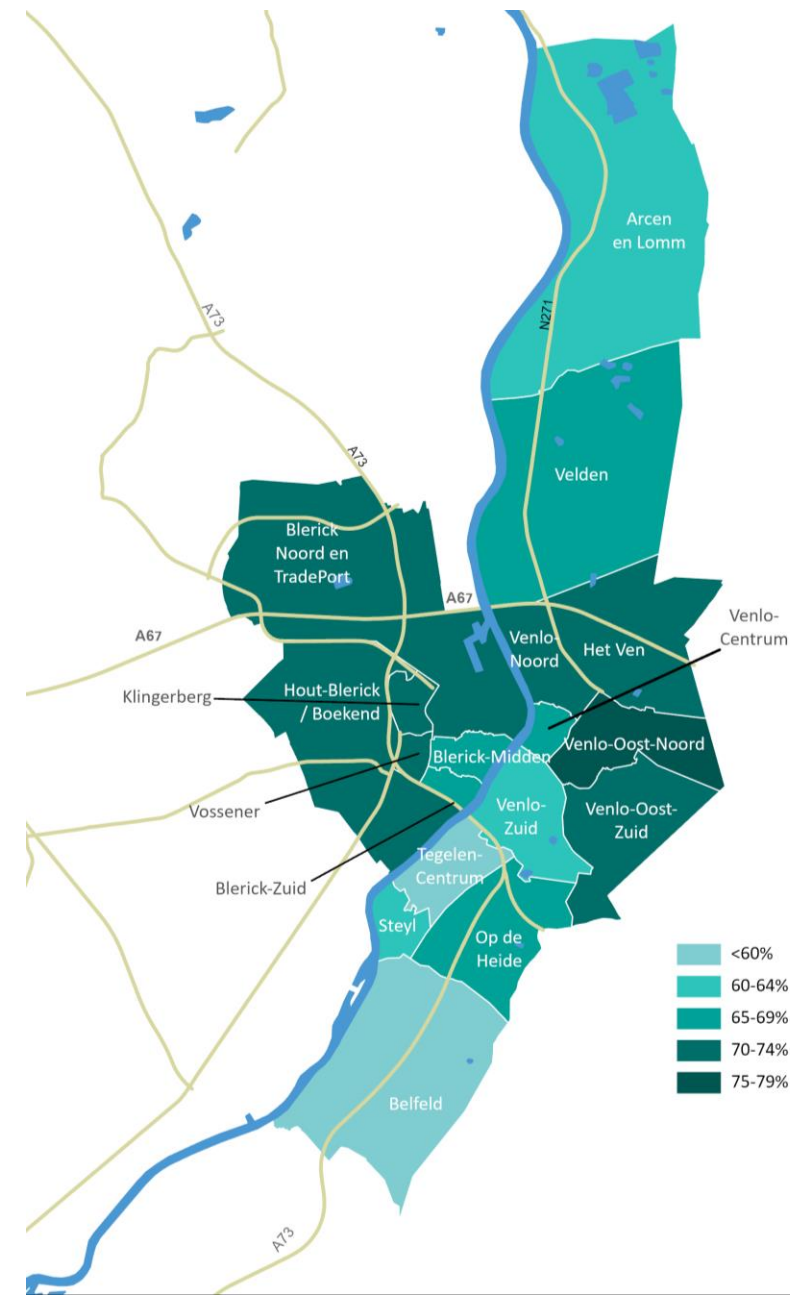 Arcen
en Lomm
A73
N271
A73
Velden
Blerick
Noord en
TradePort
A67
Venlo-
Centrum
A67
Venlo-
Noord
Het Ven
Klingerberg
Hout-Blerick
/ Boekend
Venlo-Oost-Noord
Blerick-Midden
Vossener
Venlo-
Zuid
Venlo-Oost-
Zuid
Tegelen-
Centrum
Blerick-Zuid
Steyl
Op de
Heide
<60%
60-64%
65-69%
70-74%
75-79%
Belfeld
A73